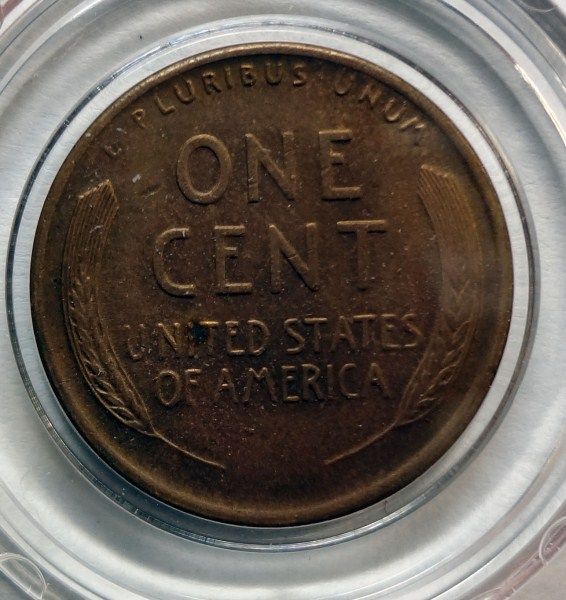 E PLURIBUS UNUM
ONE
CENT
UNITED STATES
OF AMERICA